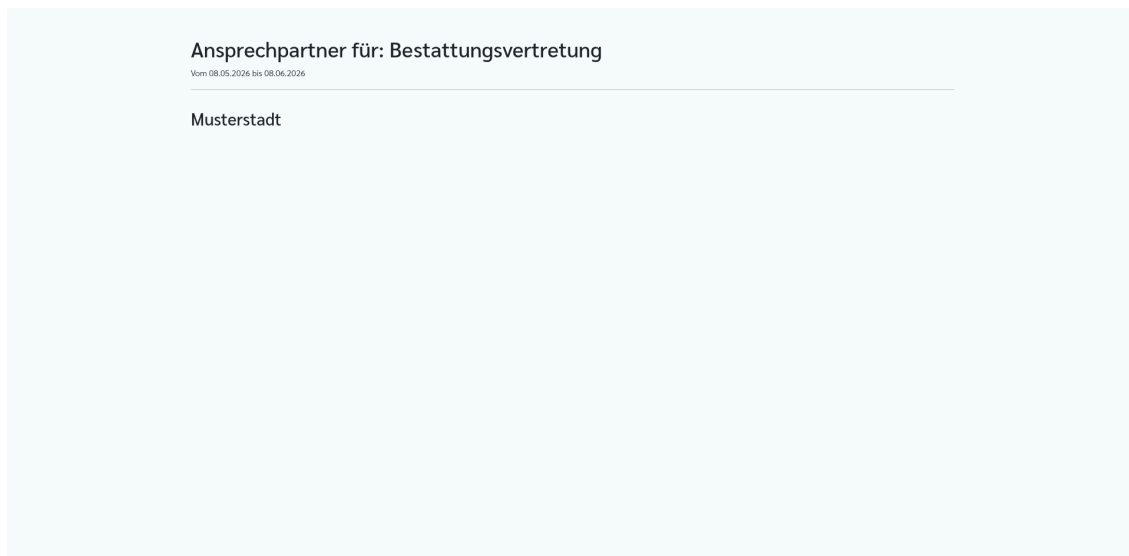 Ansprechpartner für: Bestattungsvertretung
Vom 08.05.2026 bis 08.06.2026
Musterstadt